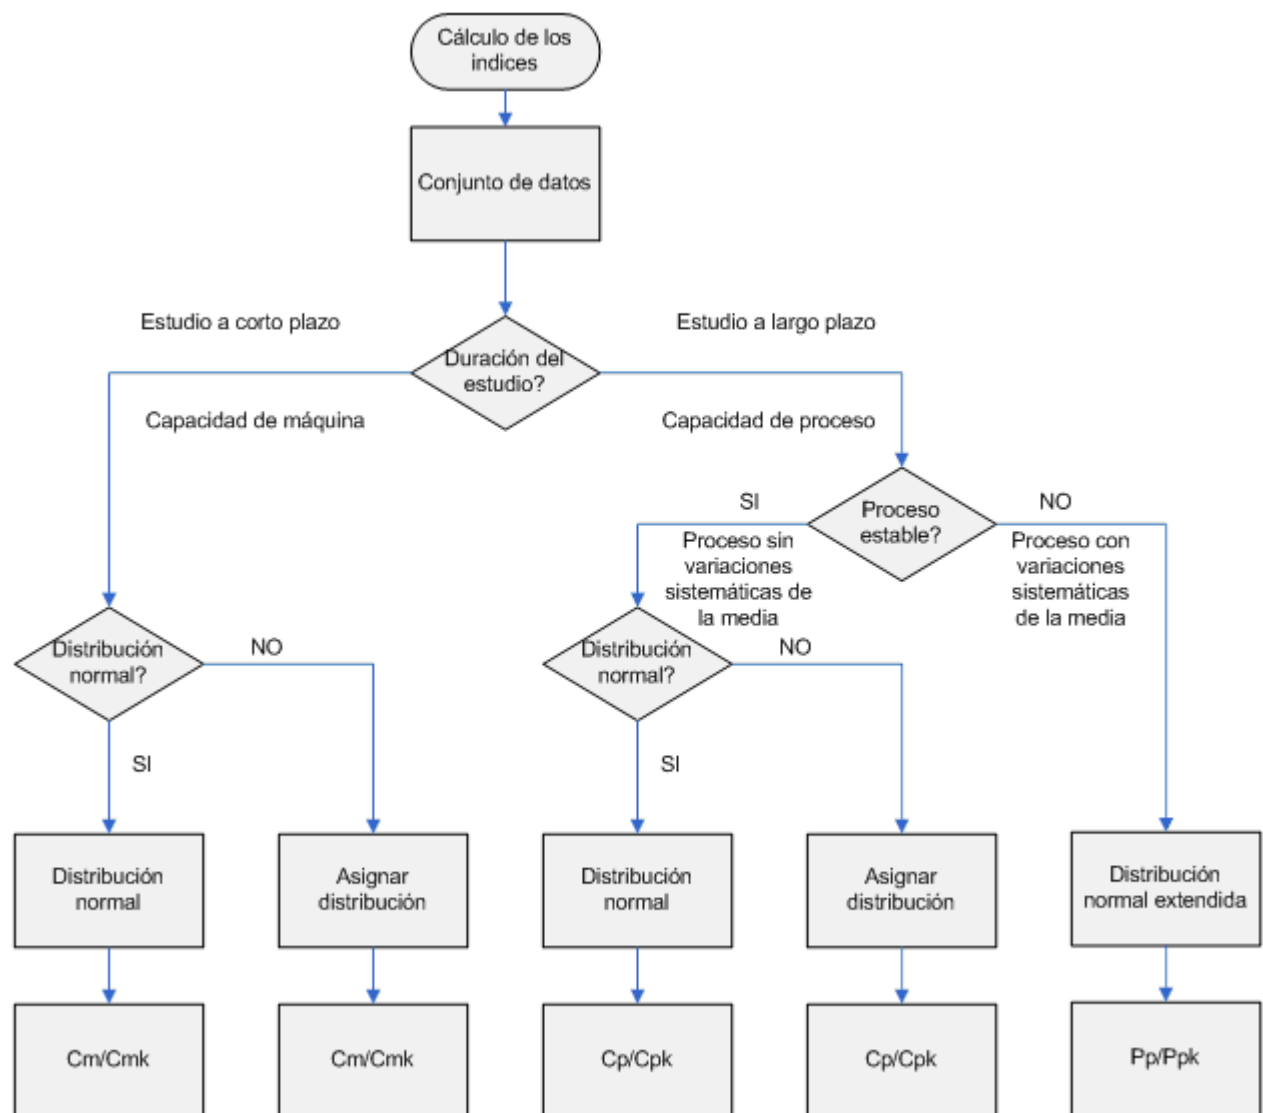 Cálculo de los
indices
Conjunto de datos
Estudio a corto plazo
Estudio a largo plazo
Duración del
estudio?
Capacidad de máquina
Capacidad de proceso
SI
NO
Proceso
estable?
Proceso sin
variaciones
sistemáticas de
la media
Proceso con
variaciones
sistemáticas
de la media
Distribución
normal?
NO
Distribución
normal?
NO
SI
SI
Distribución
normal
Asignar
distribución
Distribución
normal
Asignar
distribución
Distribución
normal extendida
Cm/Cmk
Cm/Cmk
Cp/Cpk
Cp/Cpk
Pp/Ppk